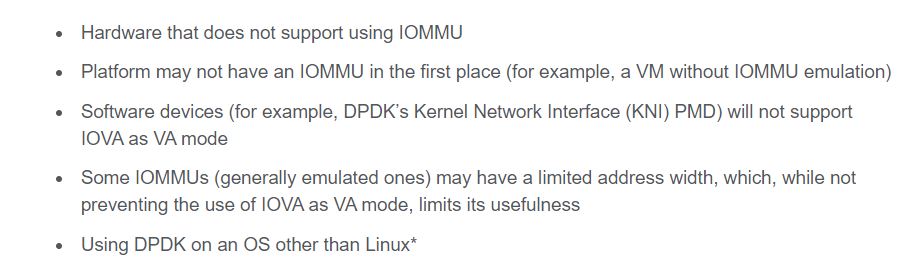 • Hardware that does not support using IOMMU
• Platform may not have an IOMMU in the first place (for example, a VM without IOMMU emulation)
• Software devices (for example, DPDK’s Kernel Network Interface (KNI) PMD) will not support
IOVA as VA mode
• Some IOMMUs (generally emulated ones) may have a limited address width, which, while not
preventing the use of IOVA as VA mode, limits its usefulness
• Using DPDK on an OS other than Linux*